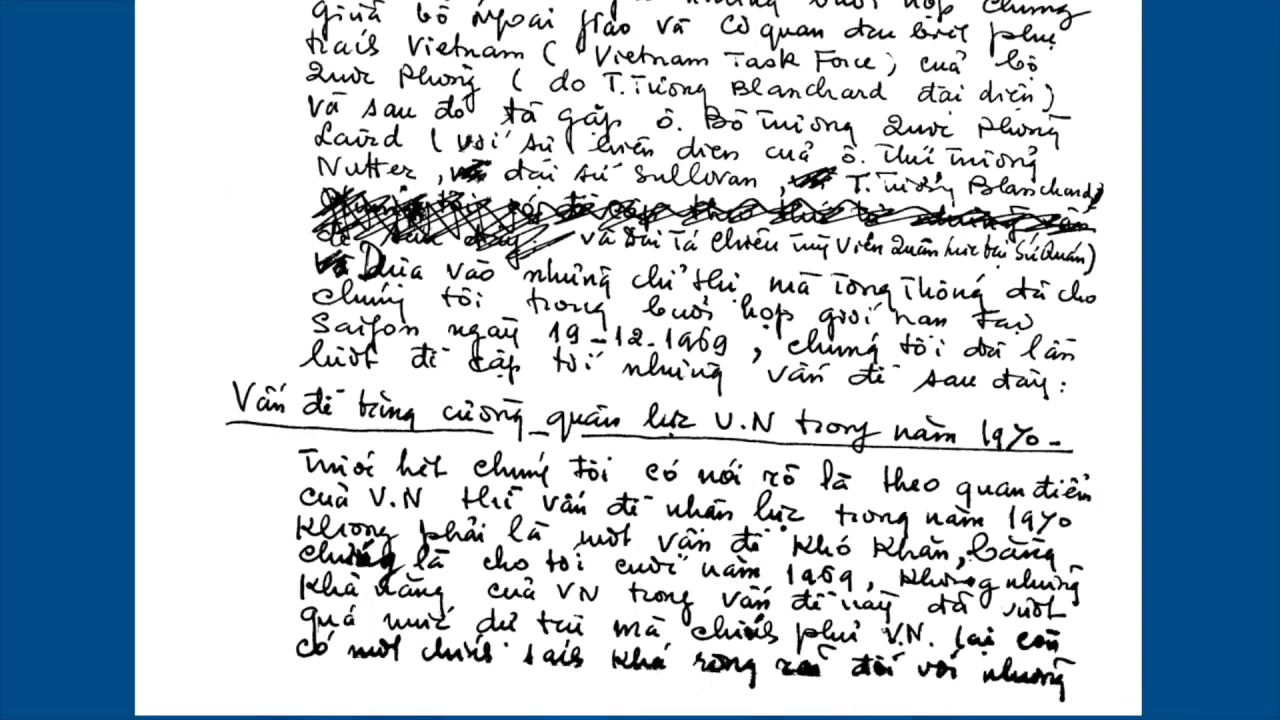 giữa bộ Ngoại giao và Cơ quan đặc biệt phụ
trách Vietnam ( Vietnam Task Force ) của bộ
Quốc Phòng ( do T. Tướng Blanchard đại diện )
và sau đó tá gặp ô. Bộ Trưởng Quốc Phòng
Laird ( với sự hiện diện của ô. Thứ Trưởng
Nutter, đại sứ Sullivan, T. Tướng Blanchard
và Đại Tá Chiêu Tùy Viên Quân lực tại Sứ Quán)
Dựa vào những chỉ thị mà Tổng Thống đã cho
chúng tôi trong buổi họp giới hạn tại
Saigon ngày 19-12-1969, chúng tôi đã lần
lượt đề cập tới những vấn đề sau đây:
Vấn đề tăng cường quân lực V.N trong năm 1970-
Trước hết chúng tôi có nói rõ là theo quan điểm
của V.N thì vấn đề nhân lực trong năm 1970
không phải là một vấn đề khó khăn, bằng
chứng là cho tới cuối năm 1969, không những
khả năng của VN trong vấn đề này đã vượt
quá mức dự trù mà chính phủ V.N. lại còn
có một chính sách khá rộng rãi đối với những